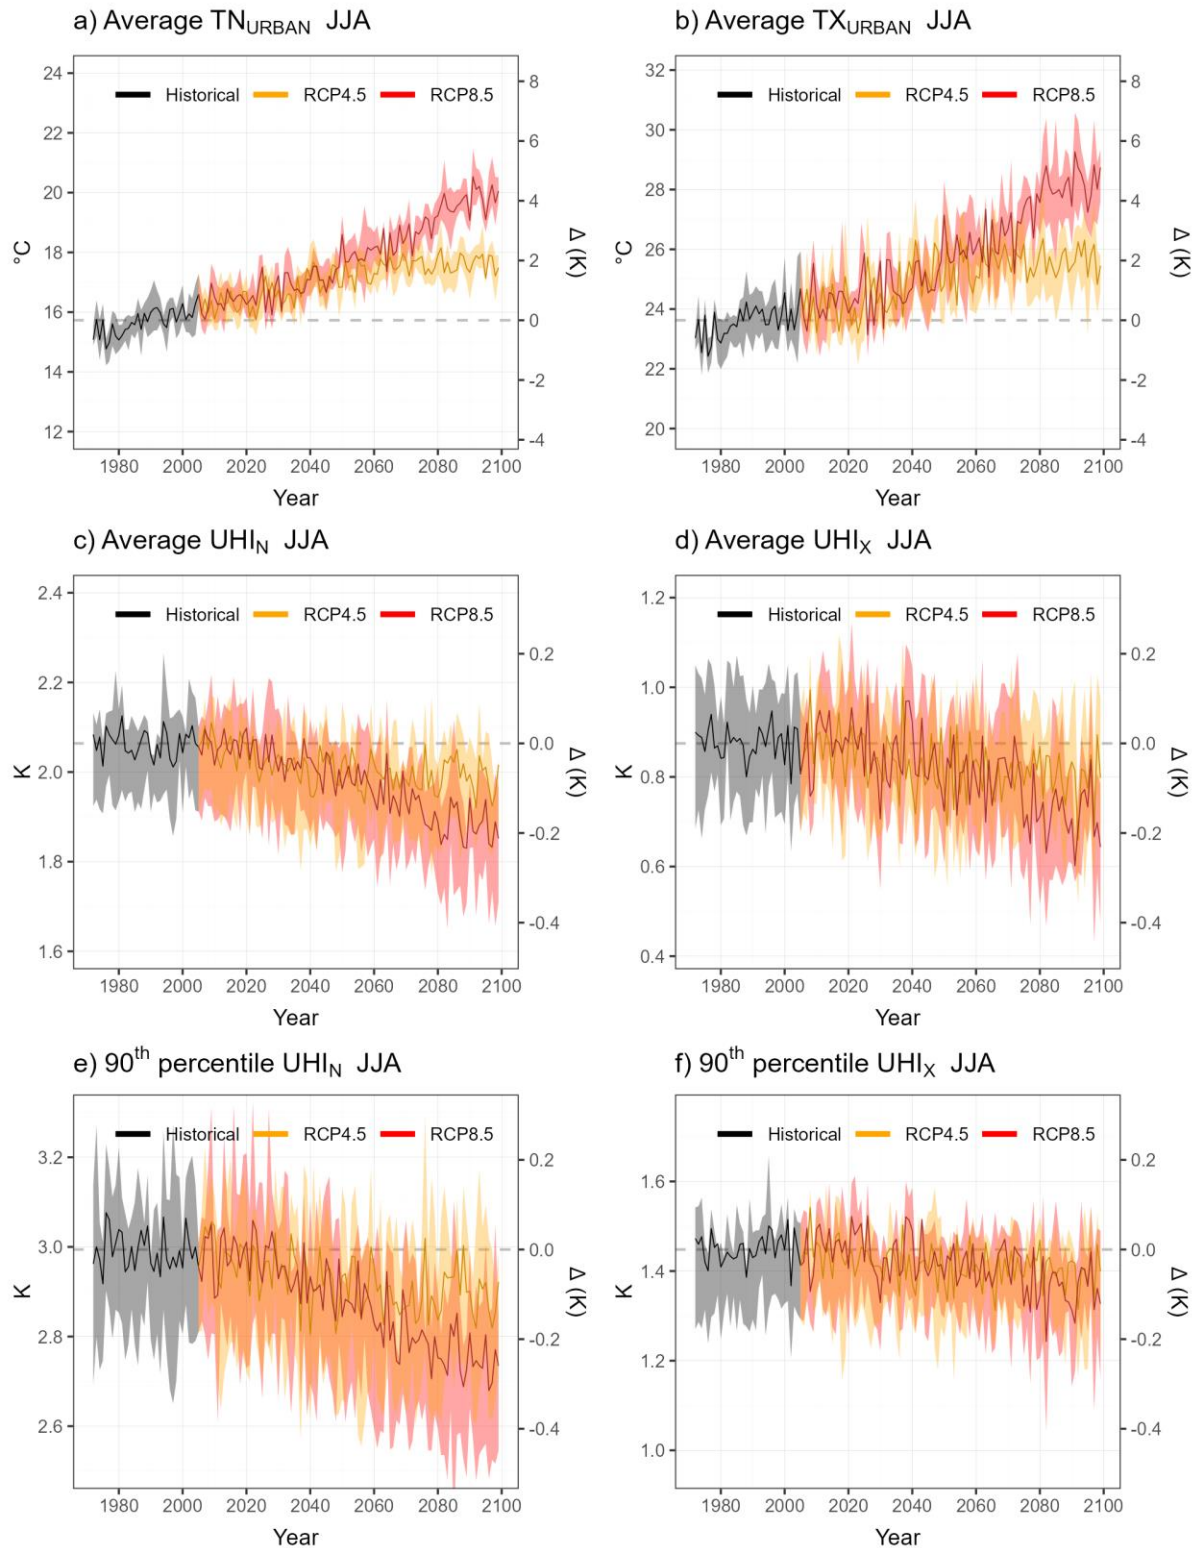 a) Average TN_URBAN JJA
b) Average TX_URBAN JJA
Historical RCP4.5 RCP8.5
Historical RCP4.5 RCP8.5
24
22
20
18
16
14
12
°C
8
6
4
2
0
-2
-4
Δ (K)
1980 2000 2020 2040 2060 2080 2100
Year
32
30
28
26
24
22
20
°C
8
6
4
2
0
-2
-4
Δ (K)
1980 2000 2020 2040 2060 2080 2100
Year
c) Average UHI_N JJA
d) Average UHI_X JJA
Historical RCP4.5 RCP8.5
Historical RCP4.5 RCP8.5
2.4
2.2
2.0
1.8
1.6
K
0.2
0.0
-0.2
-0.4
Δ (K)
1980 2000 2020 2040 2060 2080 2100
Year
1.2
1.0
0.8
0.6
0.4
K
0.2
0.0
-0.2
-0.4
Δ (K)
1980 2000 2020 2040 2060 2080 2100
Year
e) 90th percentile UHI_N JJA
f) 90th percentile UHI_X JJA
Historical RCP4.5 RCP8.5
Historical RCP4.5 RCP8.5
3.2
3.0
2.8
2.6
K
0.2
0.0
-0.2
-0.4
Δ (K)
1980 2000 2020 2040 2060 2080 2100
Year
1.6
1.4
1.2
1.0
K
0.2
0.0
-0.2
-0.4
Δ (K)
1980 2000 2020 2040 2060 2080 2100
Year